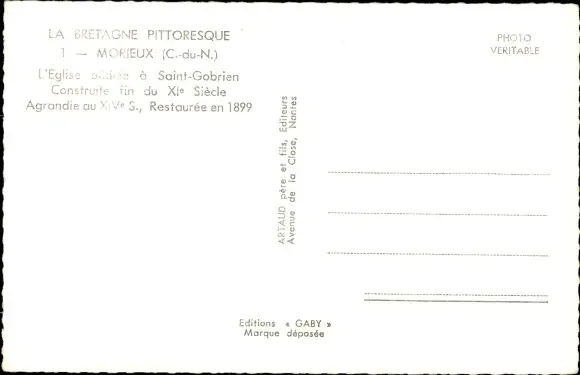 LA BRETAGNE PITTORESQUE
1 — MORIEUX (C.-du-N.)
L'Eglise dédiée à Saint-Gobrien
Construite fin du XIe Siècle
Agrandie au XIVe S., Restaurée en 1899
PHOTO
VERITABLE
ARTAUD père et fils, Editeurs
Avenue de la Close, Nantes
Editions « GABY »
Marque déposée